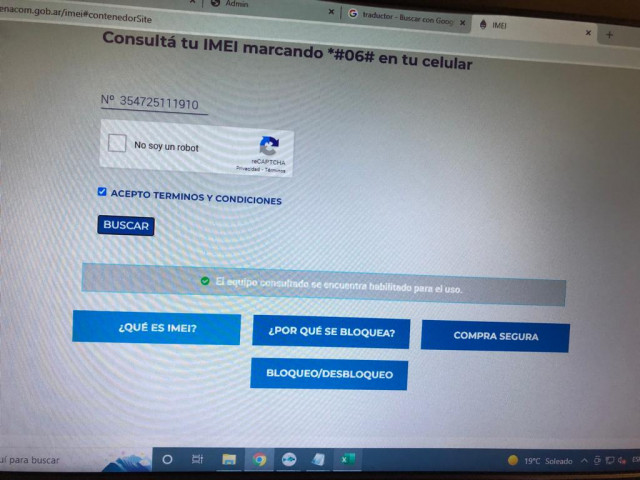 enacom.gob.ar/imei#contenedorSite
Admin
traductor - Buscar con Goog
IMEI
Consultá tu IMEI marcando *#06# en tu celular
Nº 354725111910
No soy un robot
reCAPTCHA
Privacidad - Términos
ACEPTO TERMINOS Y CONDICIONES
BUSCAR
El equipo consultado se encuentra habilitado para el uso.
¿QUÉ ES IMEI?
¿POR QUÉ SE BLOQUEA?
COMPRA SEGURA
BLOQUEO/DESBLOQUEO
uí para buscar
19°C Soleado